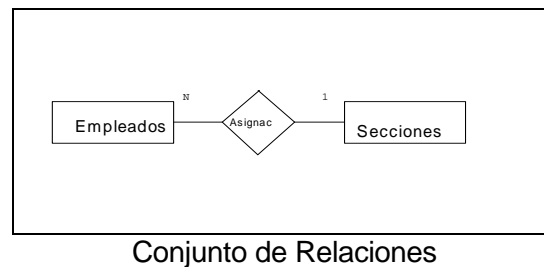 N
1
Empleados
Asignac
Secciones
Conjunto de Relaciones